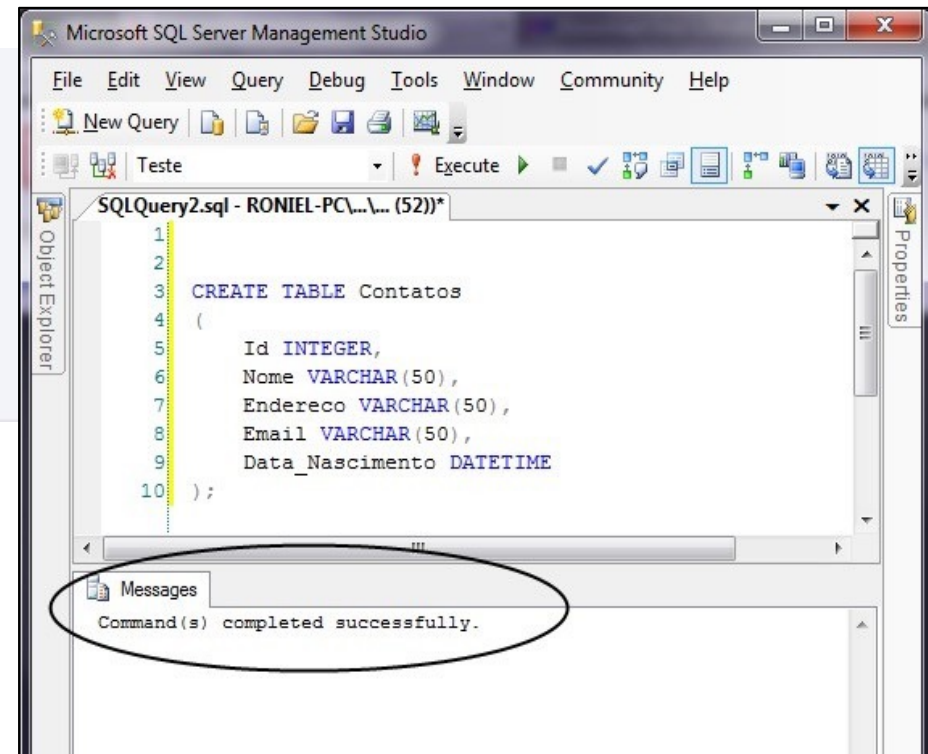 Microsoft SQL Server Management Studio
File Edit View Query Debug Tools Window Community Help
New Query
Teste Execute
SQLQuery2.sql - RONIEL-PC\...\... (52))*
Object Explorer
Properties
1
2
3 CREATE TABLE Contatos
4 (
5 Id INTEGER,
6 Nome VARCHAR(50),
7 Endereco VARCHAR(50),
8 Email VARCHAR(50),
9 Data_Nascimento DATETIME
10 );
Messages
Command(s) completed successfully.